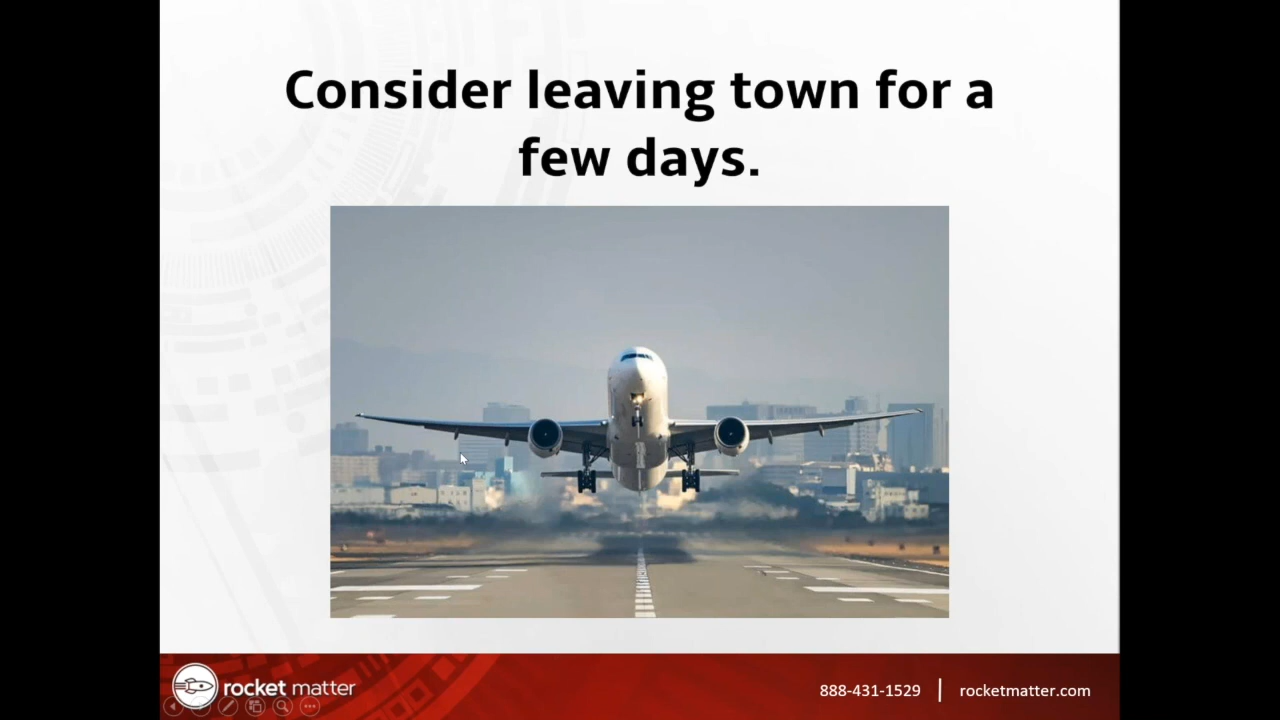 Consider leaving town for a
few days.
rocket matter
888-431-1529 | rocketmatter.com